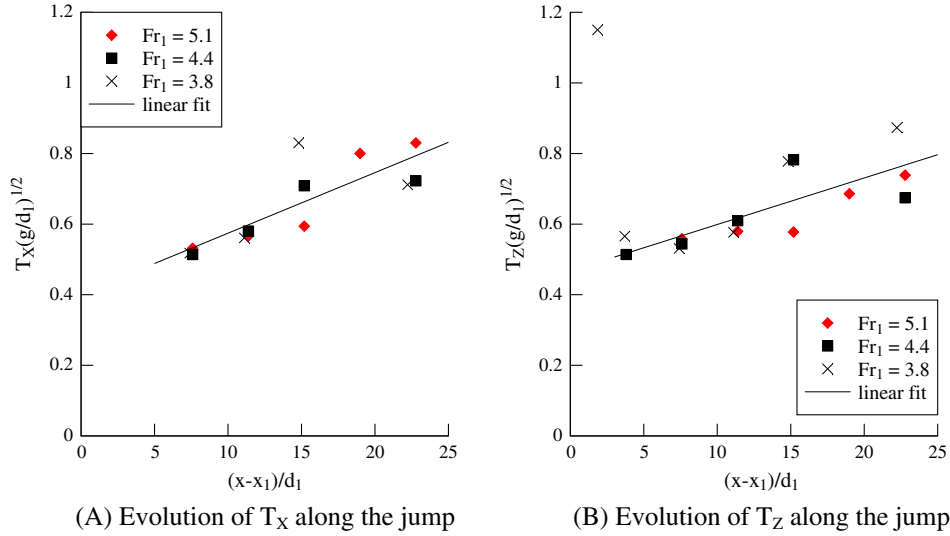 1.2
1
0.8
0.6
0.4
0.2
0
T_X(g/d_1)^{1/2}
Fr_1 = 5.1
Fr_1 = 4.4
Fr_1 = 3.8
linear fit
0 5 10 15 20 25
(x-x_1)/d_1
(A) Evolution of T_X along the jump
1.2
1
0.8
0.6
0.4
0.2
0
T_Z(g/d_1)^{1/2}
Fr_1 = 5.1
Fr_1 = 4.4
Fr_1 = 3.8
linear fit
0 5 10 15 20 25
(x-x_1)/d_1
(B) Evolution of T_Z along the jump